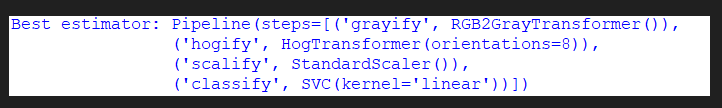 Best estimator: Pipeline(steps=[('grayify', RGB2GrayTransformer()),
('hogify', HogTransformer(orientations=8)),
('scalify', StandardScaler()),
('classify', SVC(kernel='linear'))])